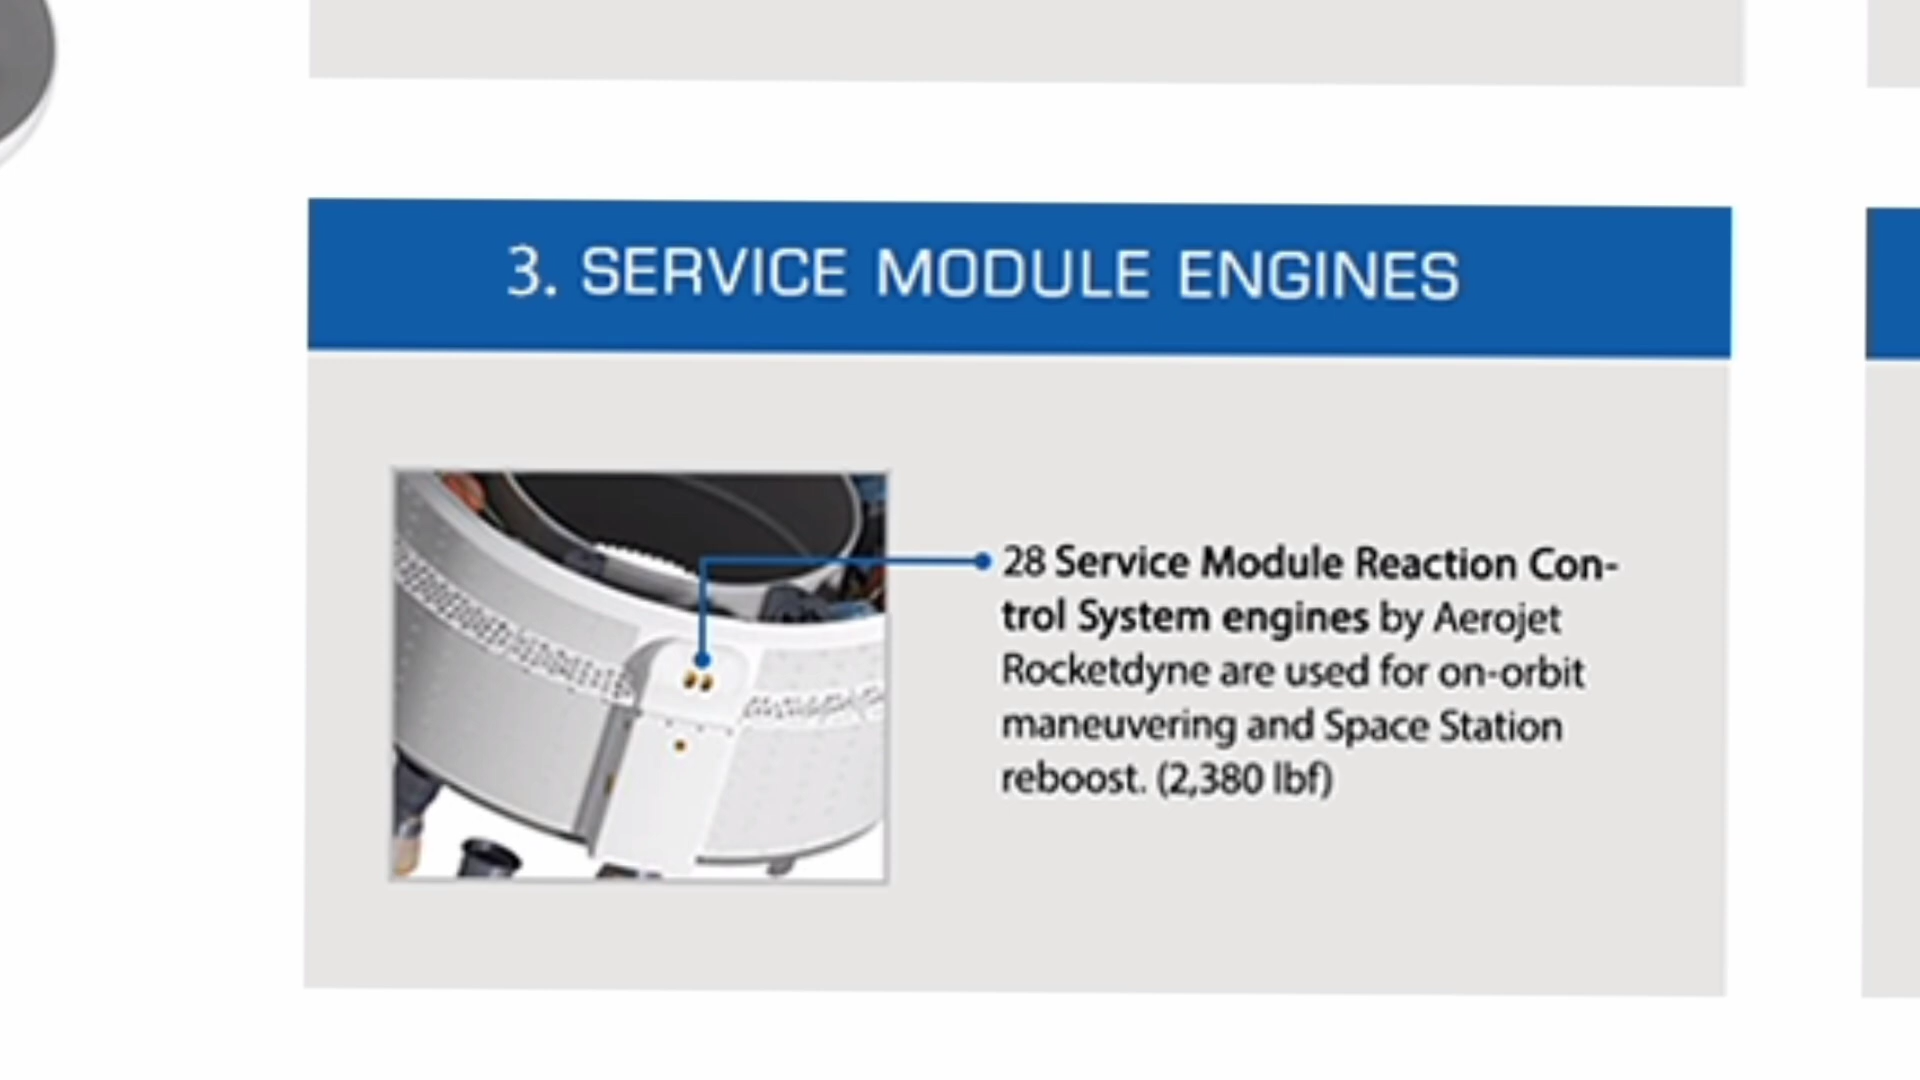 3. SERVICE MODULE ENGINES
28 Service Module Reaction Con-
trol System engines by Aerojet
Rocketdyne are used for on-orbit
maneuvering and Space Station
reboost. (2,380 lbf)